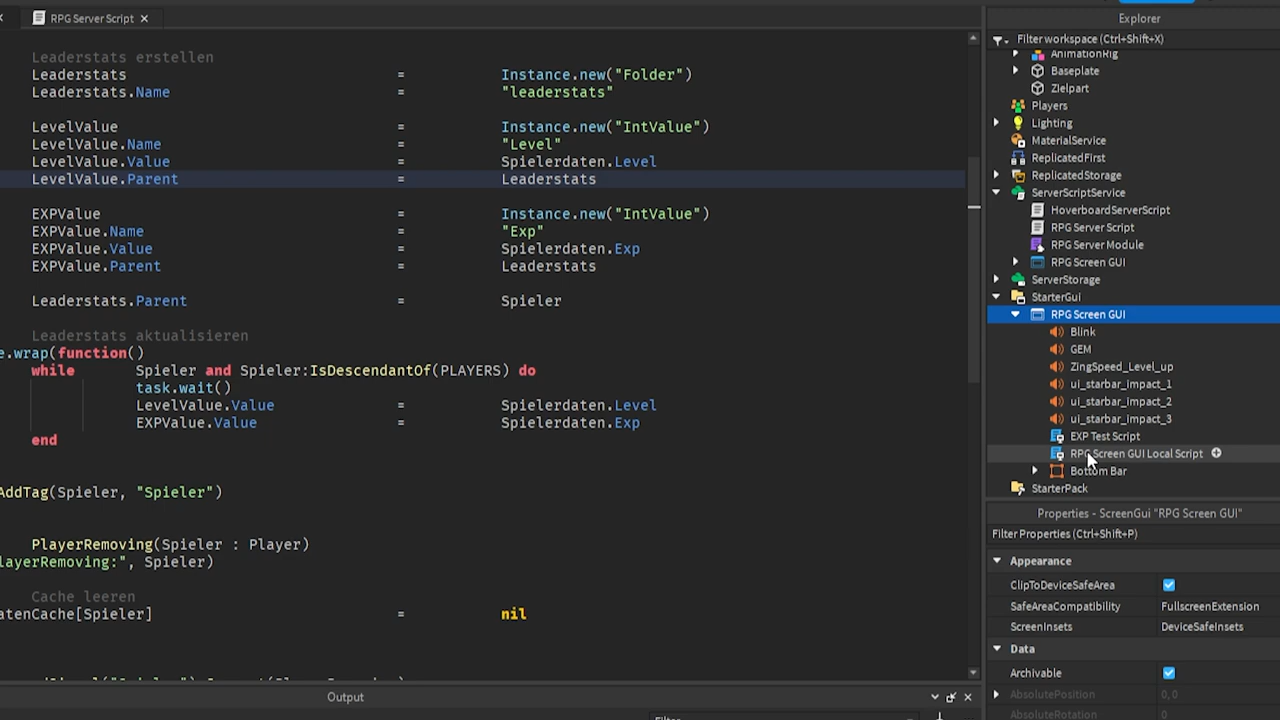 RPG Server Script
Leaderstats erstellen
Leaderstats = Instance.new("Folder")
Leaderstats.Name = "leaderstats"
LevelValue = Instance.new("IntValue")
LevelValue.Name = "Level"
LevelValue.Value = Spielerdaten.Level
LevelValue.Parent = Leaderstats
EXPValue = Instance.new("IntValue")
EXPValue.Name = "Exp"
EXPValue.Value = Spielerdaten.Exp
EXPValue.Parent = Leaderstats
Leaderstats.Parent = Spieler
Leaderstats aktualisieren
e.wrap(function()
while Spieler and Spieler:IsDescendantOf(PLAYERS) do
task.wait()
LevelValue.Value = Spielerdaten.Level
EXPValue.Value = Spielerdaten.Exp
end
AddTag(Spieler, "Spieler")
PlayerRemoving(Spieler : Player)
layerRemoving:", Spieler)
Cache leeren
atenCache[Spieler] = nil
Output
Explorer
Filter workspace (Ctrl+Shift+X)
AnimationRig
Baseplate
Zielpart
Players
Lighting
MaterialService
ReplicatedFirst
ReplicatedStorage
ServerScriptService
HoverboardServerScript
RPG Server Script
RPG Server Module
RPG Screen GUI
ServerStorage
StarterGui
RPG Screen GUI
Blink
GEM
ZingSpeed_Level_up
ui_starbar_impact_1
ui_starbar_impact_2
ui_starbar_impact_3
EXP Test Script
RPG Screen GUI Local Script
Bottom Bar
StarterPack
Properties - ScreenGui "RPG Screen GUI"
Filter Properties (Ctrl+Shift+P)
Appearance
ClipToDeviceSafeArea
SafeAreaCompatibility FullscreenExtension
ScreenInsets DeviceSafeInsets
Data
Archivable
AbsolutePosition 0, 0
AbsoluteRotation 0